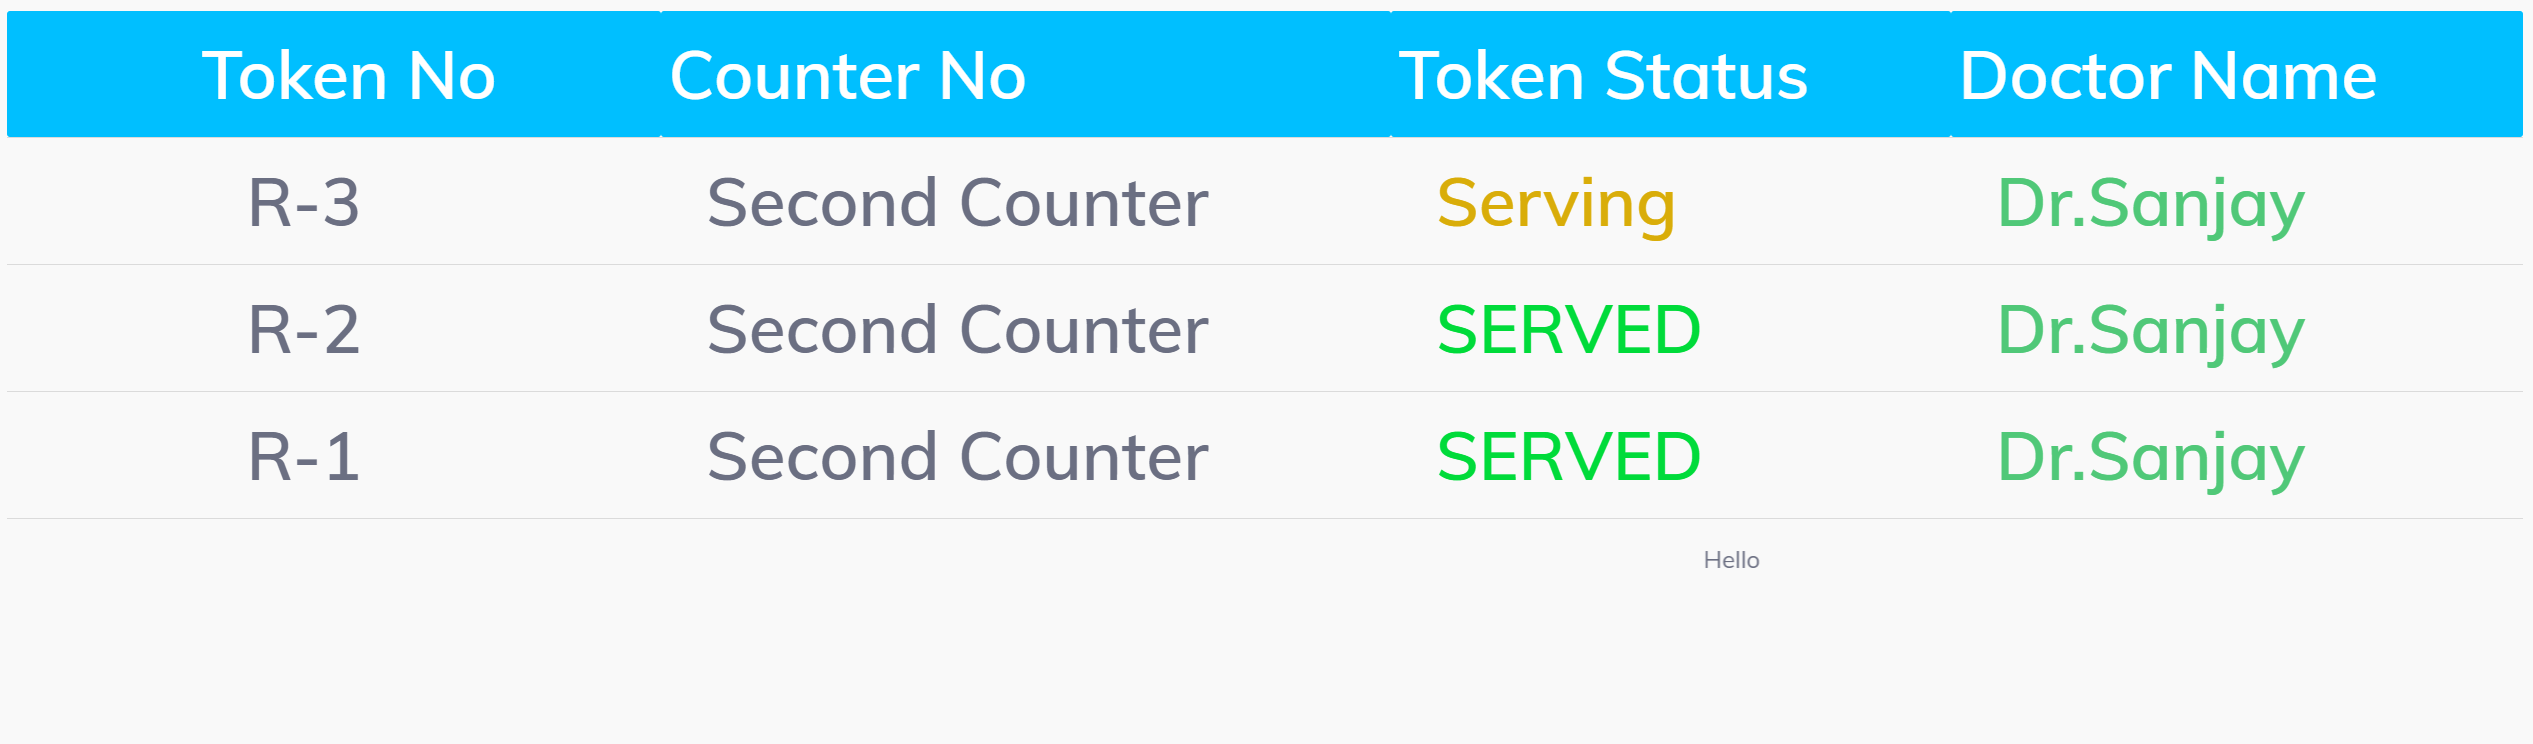 Token No Counter No Token Status Doctor Name
R-3 Second Counter Serving Dr.Sanjay
R-2 Second Counter SERVED Dr.Sanjay
R-1 Second Counter SERVED Dr.Sanjay
Hello